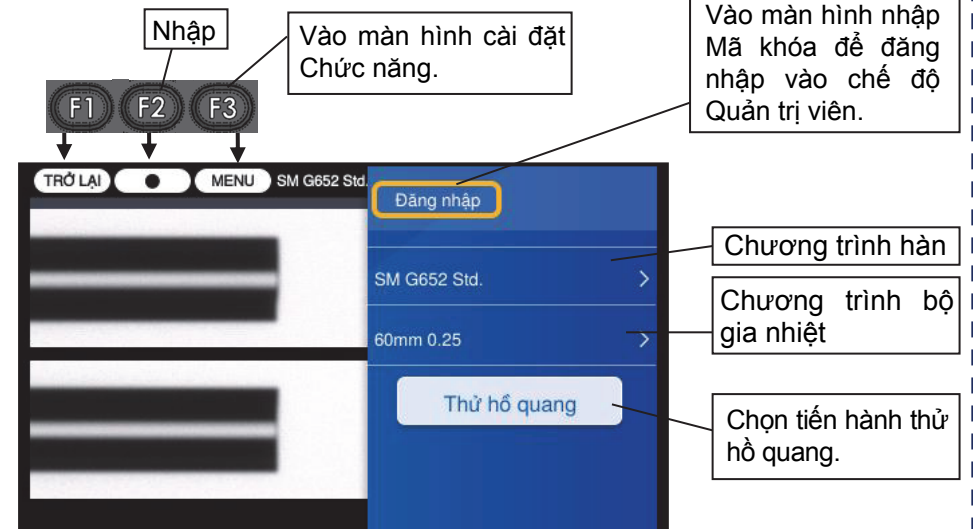 Nhập
Vào màn hình cài đặt
Chức năng.
Vào màn hình nhập
Mã khóa để đăng
nhập vào chế độ
Quản trị viên.
F1 F2 F3
TRỞ LẠI ● MENU SM G652 Std.
Đăng nhập
SM G652 Std. >
60mm 0.25 >
Thử hồ quang
Chương trình hàn
Chương trình bộ
gia nhiệt
Chọn tiến hành thử
hồ quang.